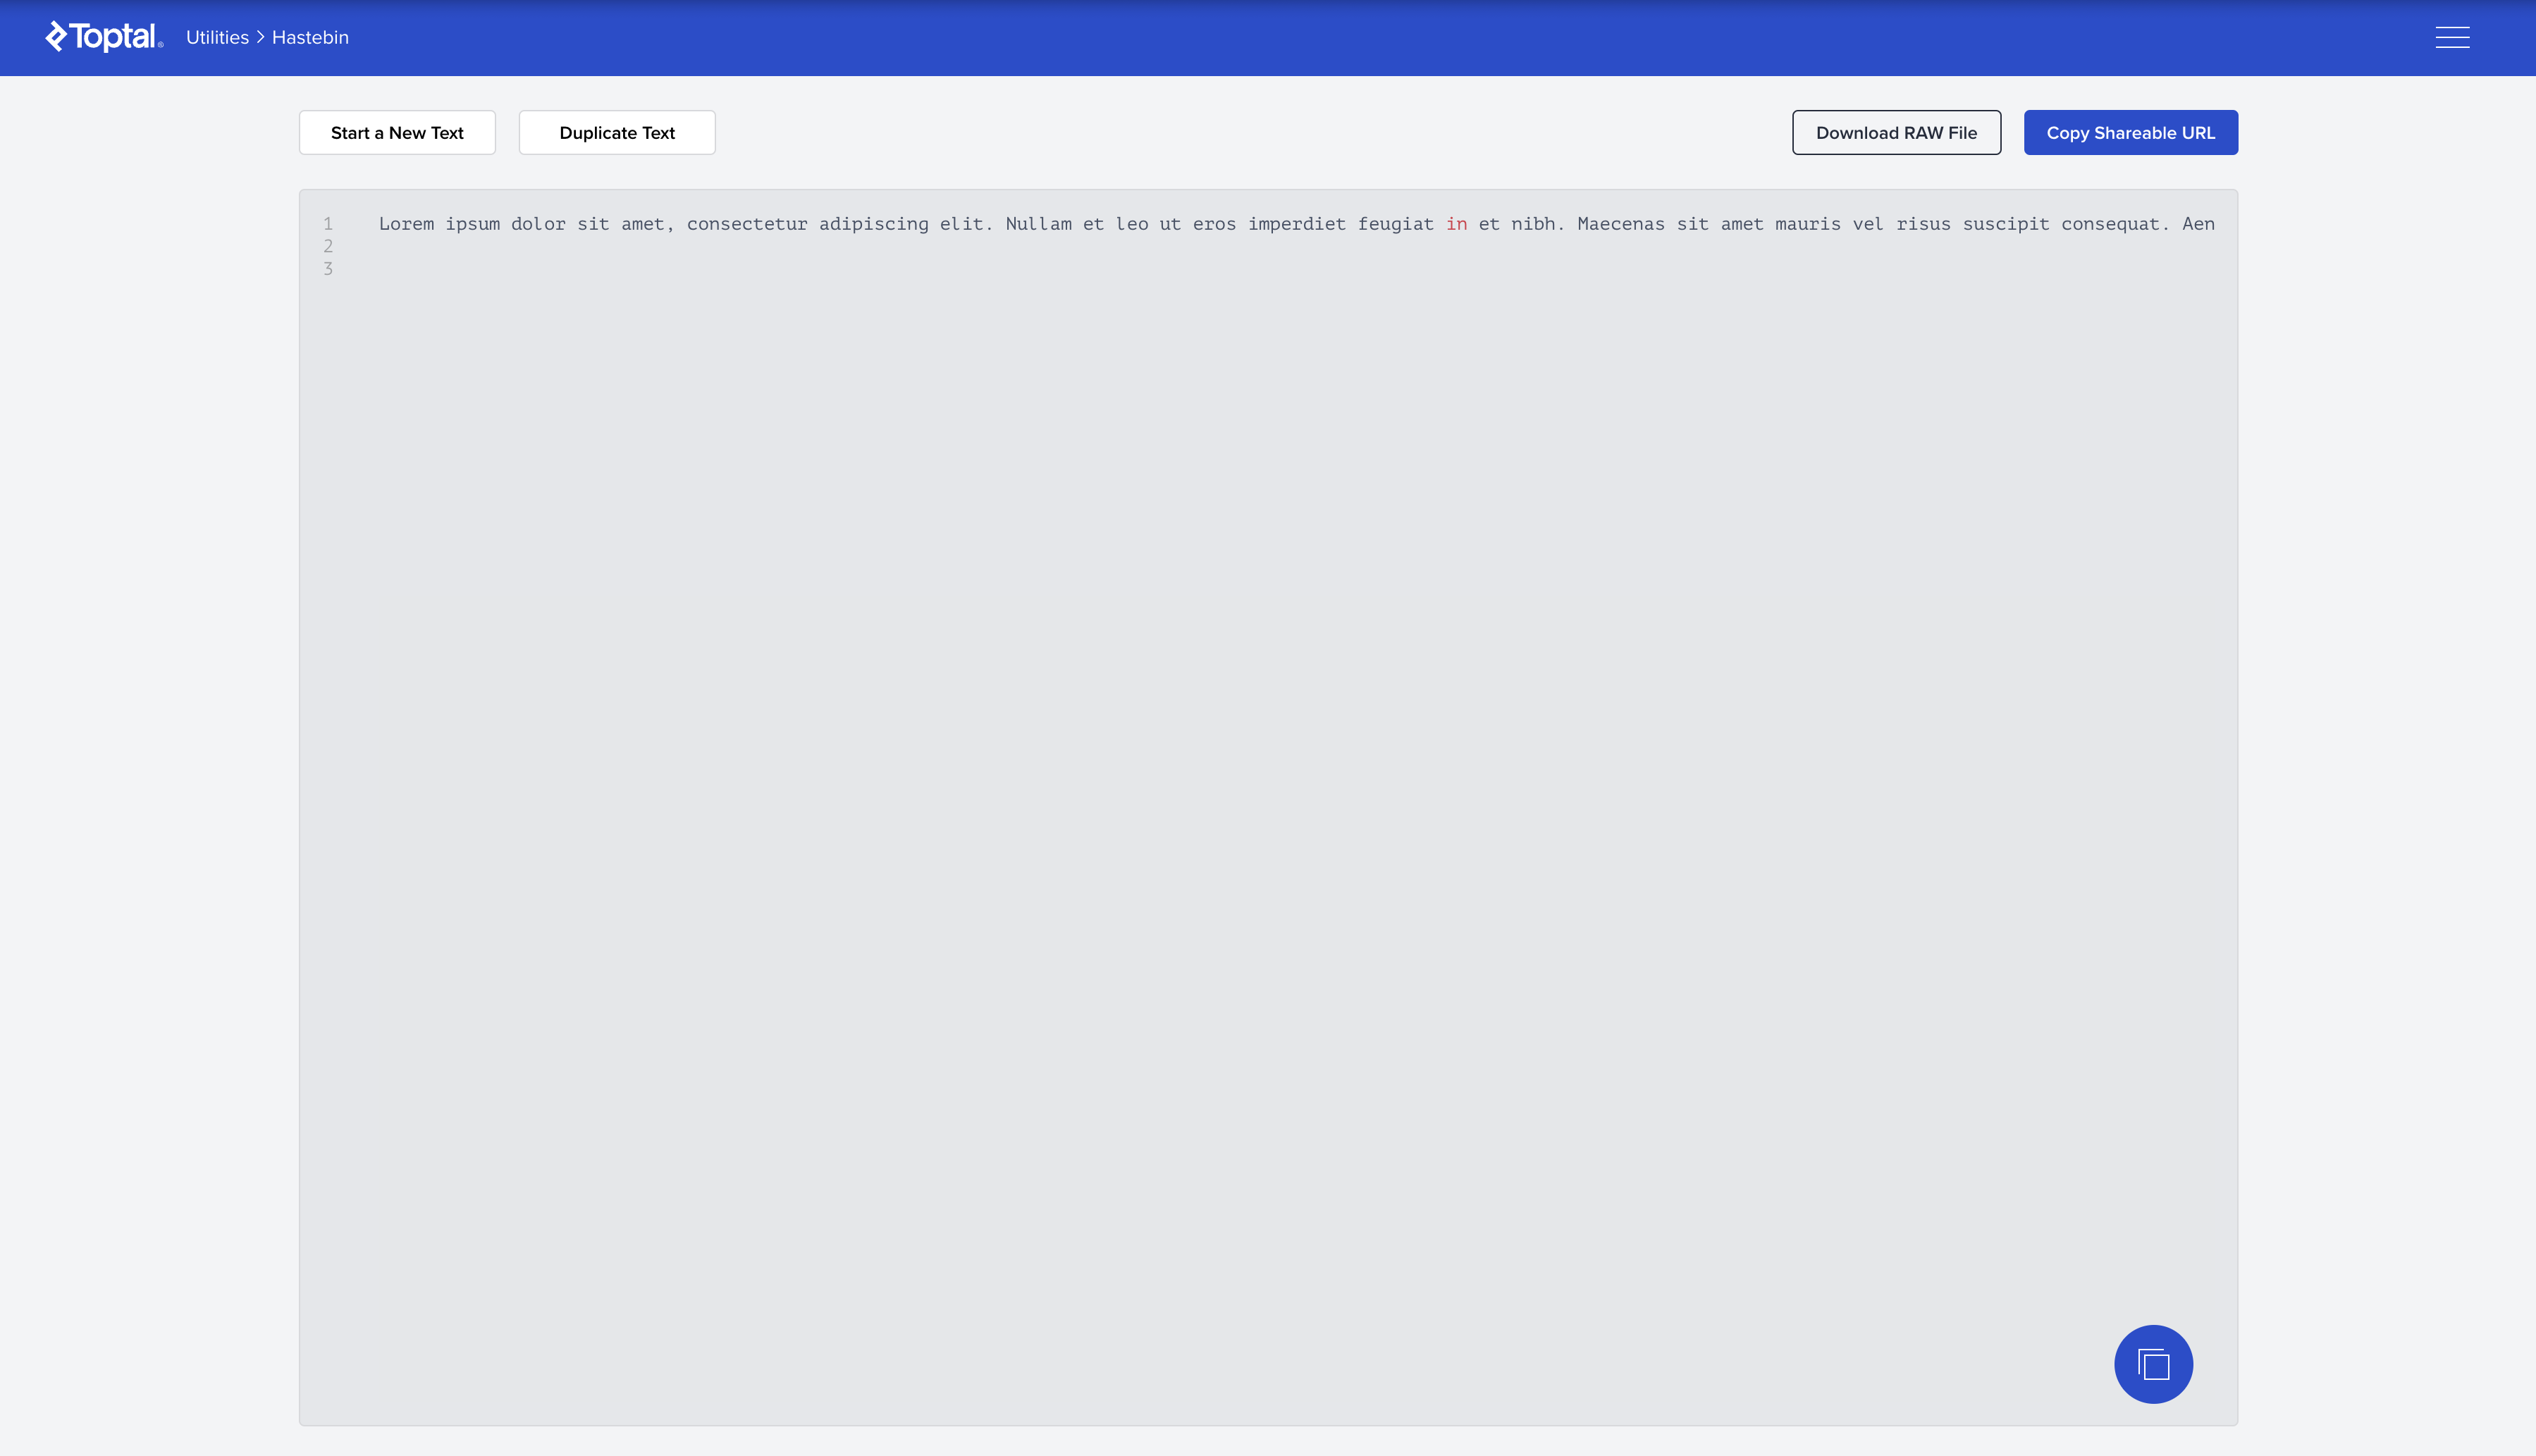 Toptal® Utilities > Hastebin
Start a New Text
Duplicate Text
Download RAW File
Copy Shareable URL
1 Lorem ipsum dolor sit amet, consectetur adipiscing elit. Nullam et leo ut eros imperdiet feugiat in et nibh. Maecenas sit amet mauris vel risus suscipit consequat. Aen
2
3